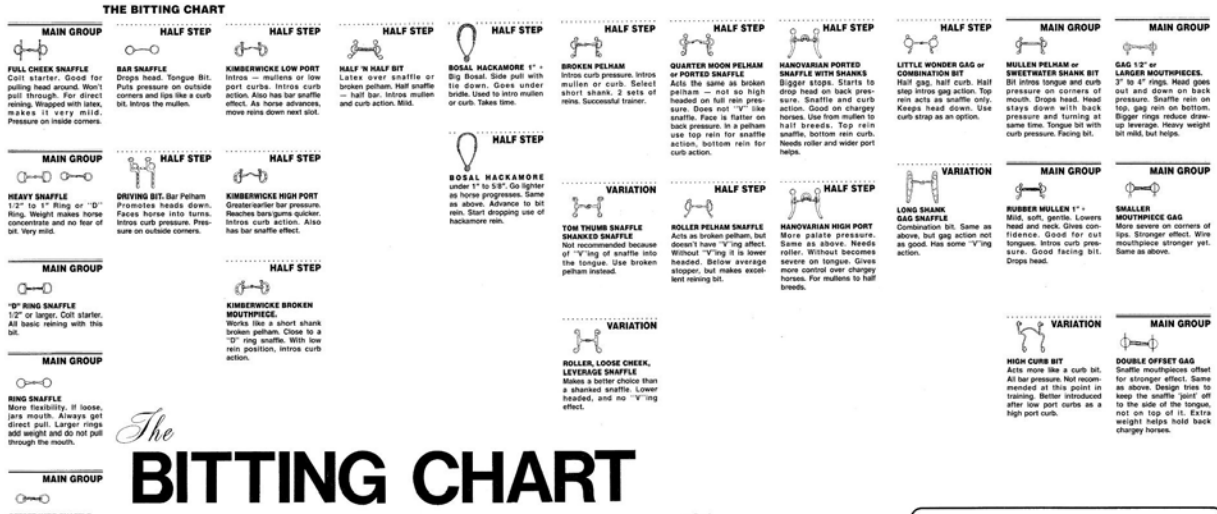 THE BITTING CHART
MAIN GROUP
FULL CHEEK SNAFFLE
Colt starter. Good for
pulling head around. Won't
pull through. For direct
reining. Wrapped with latex,
makes it very mild.
Pressure on inside corners.
MAIN GROUP
HEAVY SNAFFLE
1/2" to 1" Ring or "D"
Ring. Weight makes horse
concentrate and no fear of
bit. Very mild.
MAIN GROUP
"D" RING SNAFFLE
1/2" or larger. Colt starter.
All basic reining with this
bit.
MAIN GROUP
RING SNAFFLE
More flexibility. If loose,
jars mouth. Always get
direct pull. Larger rings
add weight and do not pull
through the mouth.
MAIN GROUP
HALF STEP
BAR SNAFFLE
Drops head. Tongue Bit.
Puts pressure on outside
corners and lips like a curb
bit. Intros the mullen.
HALF STEP
DRIVING BIT. Bar Pelham
Promotes heads down.
Faces horse into turns.
Intros curb pressure. Pres-
sure on outside corners.
HALF STEP
KIMBERWICKE LOW PORT
Intros — mullens or low
port curbs. Intros curb
action. Also has bar snaffle
effect. As horse advances,
move reins down next slot.
HALF STEP
KIMBERWICKE HIGH PORT
Greater/earlier bar pressure.
Reaches bars/gums quicker.
Intros curb action. Also
has bar snaffle effect.
HALF STEP
KIMBERWICKE BROKEN
MOUTHPIECE.
Works like a short shank
broken pelham. Close to a
"D" ring snaffle. With low
rein position, intros curb
action.
HALF STEP
HALF 'N HALF BIT
Latex over snaffle or
broken pelham. Half snaffle
— half bar. Intros mullen
and curb action. Mild.
HALF STEP
BOSAL HACKAMORE 1" +
Big Bosal. Side pull with
tie down. Goes under
bridle. Used to intro mullen
or curb. Takes time.
HALF STEP
BOSAL HACKAMORE
under 1" to 5/8". Go lighter
as horse progresses. Same
as above. Advance to bit
rein. Start dropping use of
hackamore rein.
HALF STEP
BROKEN PELHAM
Intros curb pressure. Intros
mullen or curb. Select
short shank. 2 sets of
reins. Successful trainer.
VARIATION
TOM THUMB SNAFFLE
SHANKED SNAFFLE
Not recommended because
of "V"ing of snaffle into
the tongue. Use broken
pelham instead.
VARIATION
ROLLER, LOOSE CHEEK,
LEVERAGE SNAFFLE
Makes a better choice than
a shanked snaffle. Lower
headed, and no "V"ing
effect.
HALF STEP
QUARTER MOON PELHAM
or PORTED SNAFFLE
Acts the same as broken
pelham — not so high
headed on full rein pres-
sure. Does not "V" like
snaffle. Face is flatter on
back pressure. In a pelham
use top rein for snaffle
action, bottom rein for
curb action.
HALF STEP
ROLLER PELHAM SNAFFLE
Acts as broken pelham, but
doesn't have "V"ing affect.
Without "V"ing it is lower
headed. Below average
stopper, but makes excel-
lent reining bit.
HALF STEP
HANOVARIAN PORTED
SNAFFLE WITH SHANKS
Bigger stops. Starts to
drop head on back pres-
sure. Snaffle and curb
action. Good on chargey
horses. Use from mullen to
half breeds. Top rein
snaffle, bottom rein curb.
Needs roller and wider port
helps.
HALF STEP
HANOVARIAN HIGH PORT
More palate pressure.
Same as above. Needs
roller. Without becomes
severe on tongue. Gives
more control over chargey
horses. For mullens to half
breeds.
HALF STEP
LITTLE WONDER GAG or
COMBINATION BIT
Half gag, half curb. Half
step intros gag action. Top
rein acts as snaffle only.
Keeps head down. Use
curb strap as an option.
VARIATION
LONG SHANK
GAG SNAFFLE
Combination bit. Same as
above, but gag action not
as good. Has some "V"ing
action.
MAIN GROUP
MULLEN PELHAM or
SWEETWATER SHANK BIT
Bit intros tongue and curb
pressure on corners of
mouth. Drops head. Head
stays down with back
pressure and turning at
same time. Tongue bit with
curb pressure. Facing bit.
MAIN GROUP
RUBBER MULLEN 1" +
Mild, soft, gentle. Lowers
head and neck. Gives con-
fidence. Good for cut
tongues. Intros curb pres-
sure. Good facing bit.
Drops head.
VARIATION
HIGH CURB BIT
Acts more like a curb bit.
All bar pressure. Not recom-
mended at this point in
training. Better introduced
after low port curbs as a
high port curb.
MAIN GROUP
GAG 1/2" or
LARGER MOUTHPIECES.
3" to 4" rings. Head goes
out and down on back
pressure. Snaffle rein on
top, gag rein on bottom.
Bigger rings reduce draw-
up leverage. Heavy weight
bit mild, but helps.
MAIN GROUP
SMALLER
MOUTHPIECE GAG
More severe on corners of
lips. Stronger effect. Wire
mouthpiece stronger yet.
Same as above.
MAIN GROUP
DOUBLE OFFSET GAG
Snaffle mouthpieces offset
for stronger effect. Same
as above. Design tries to
keep the snaffle 'joint' off
to the side of the tongue,
not on top of it. Extra
weight helps hold back
chargey horses.
The
BITTING CHART